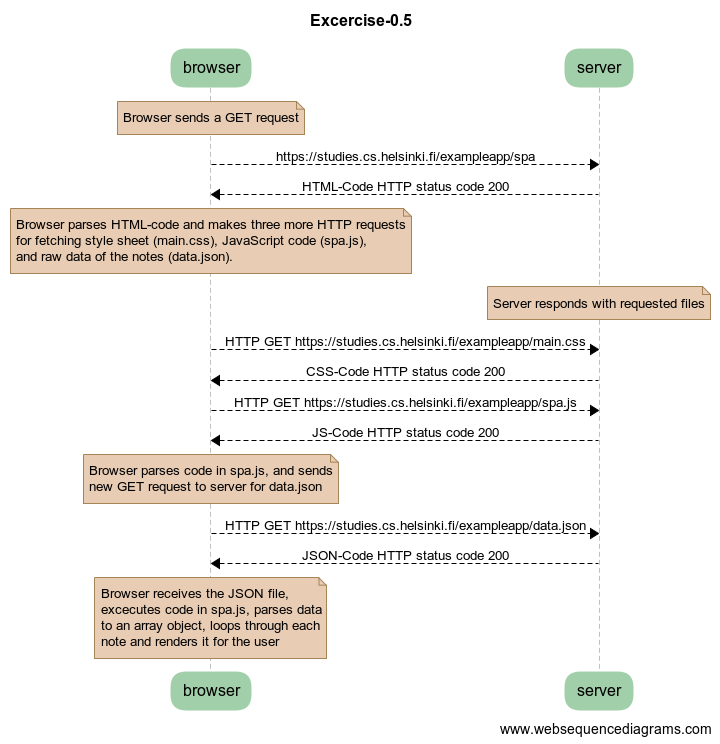 Excercise-0.5
browser
server
Browser sends a GET request
https://studies.cs.helsinki.fi/exampleapp/spa
HTML-Code HTTP status code 200
Browser parses HTML-code and makes three more HTTP requests
for fetching style sheet (main.css), JavaScript code (spa.js),
and raw data of the notes (data.json).
Server responds with requested files
HTTP GET https://studies.cs.helsinki.fi/exampleapp/main.css
CSS-Code HTTP status code 200
HTTP GET https://studies.cs.helsinki.fi/exampleapp/spa.js
JS-Code HTTP status code 200
Browser parses code in spa.js, and sends
new GET request to server for data.json
HTTP GET https://studies.cs.helsinki.fi/exampleapp/data.json
JSON-Code HTTP status code 200
Browser receives the JSON file,
excecutes code in spa.js, parses data
to an array object, loops through each
note and renders it for the user
browser
server
www.websequencediagrams.com